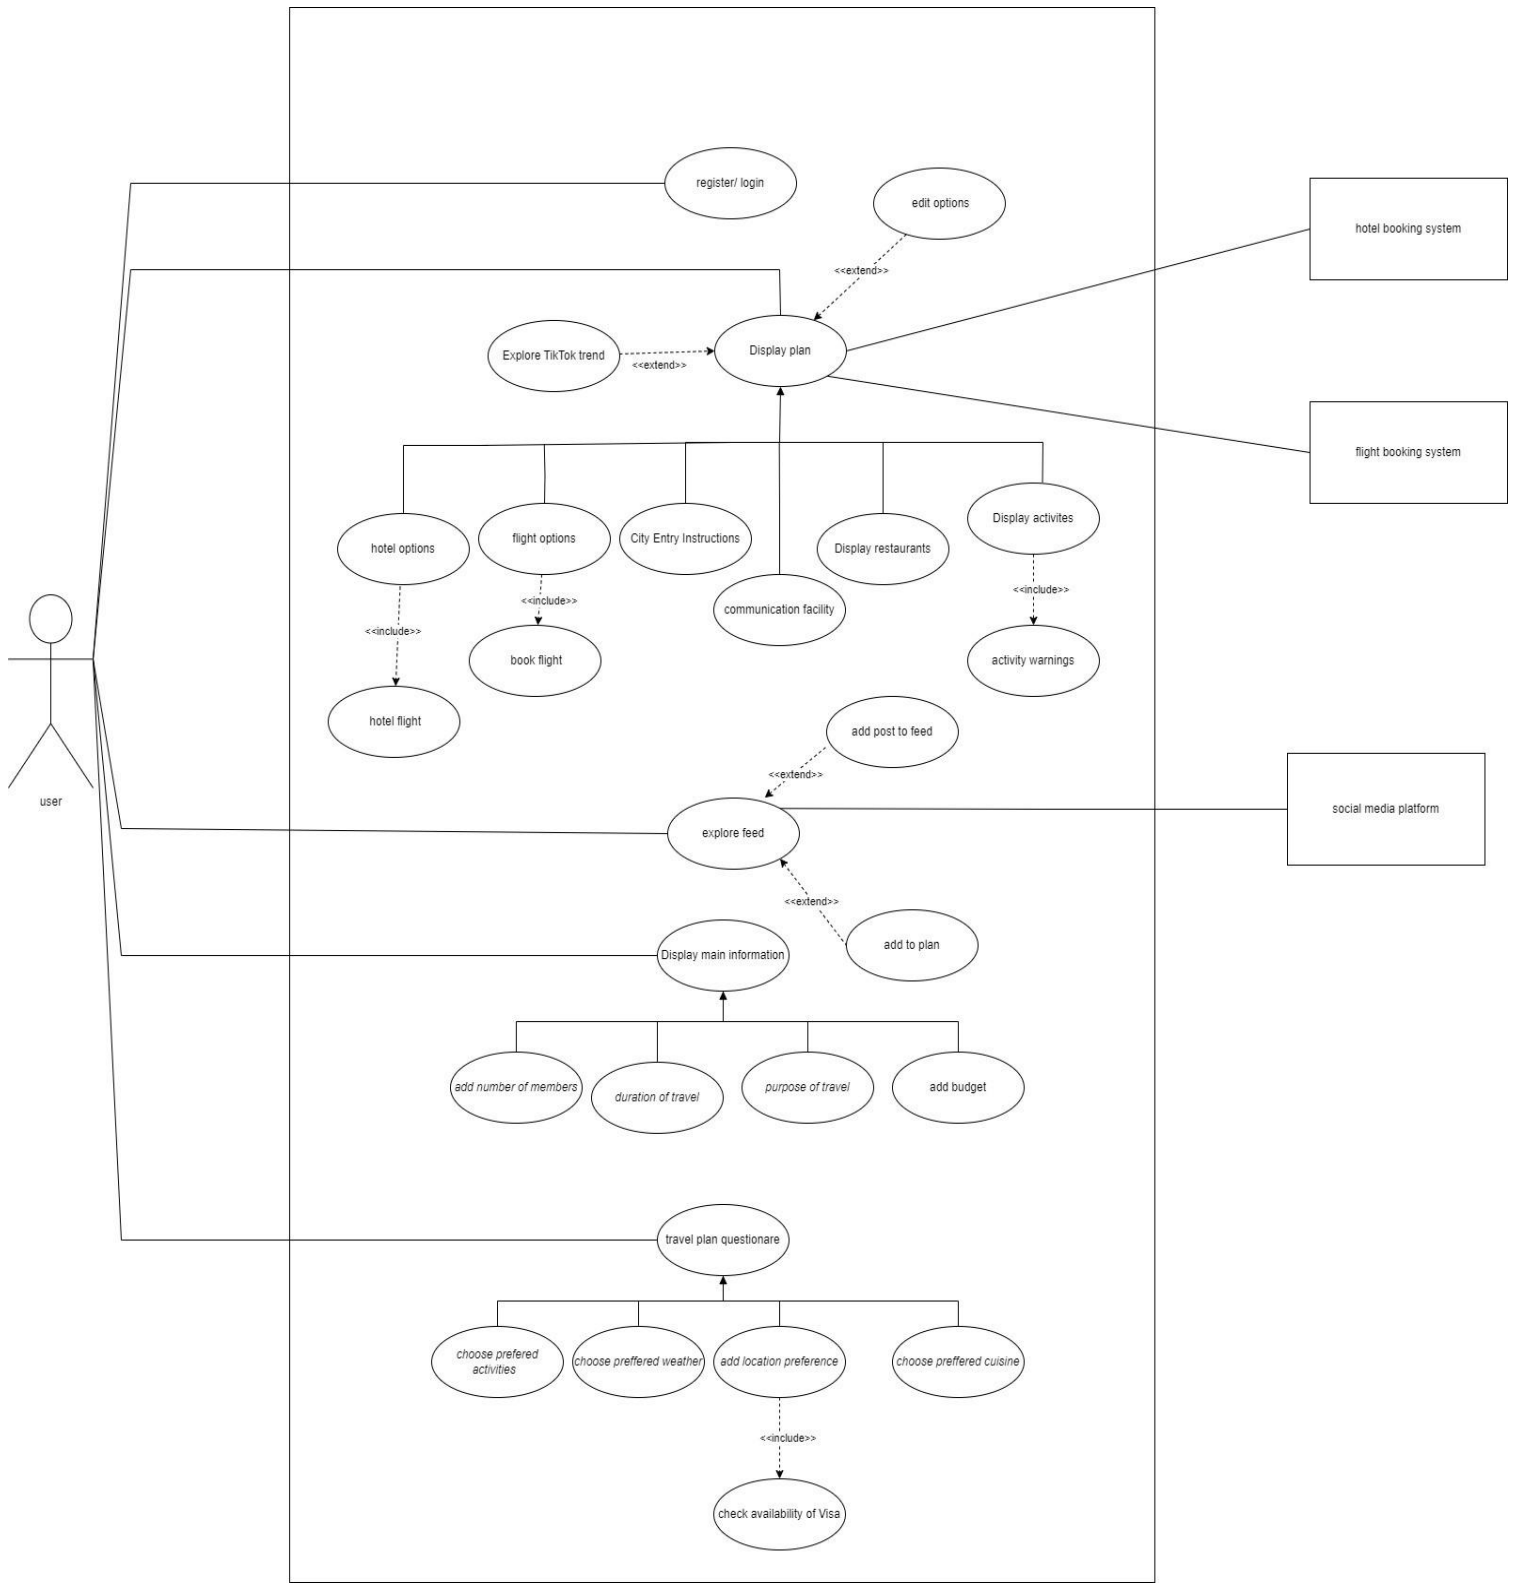 register/ login
edit options
hotel booking system
<<extend>>
Explore TikTok trend
<<extend>>
Display plan
flight booking system
hotel options
flight options
City Entry Instructions
Display restaurants
Display activites
<<include>>
<<include>>
<<include>>
communication facility
book flight
activity warnings
hotel flight
user
add post to feed
<<extend>>
explore feed
social media platform
<<extend>>
add to plan
Display main information
add number of members
duration of travel
purpose of travel
add budget
travel plan questionare
choose prefered
activities
choose preffered weather
add location preference
choose preffered cuisine
<<include>>
check availability of Visa